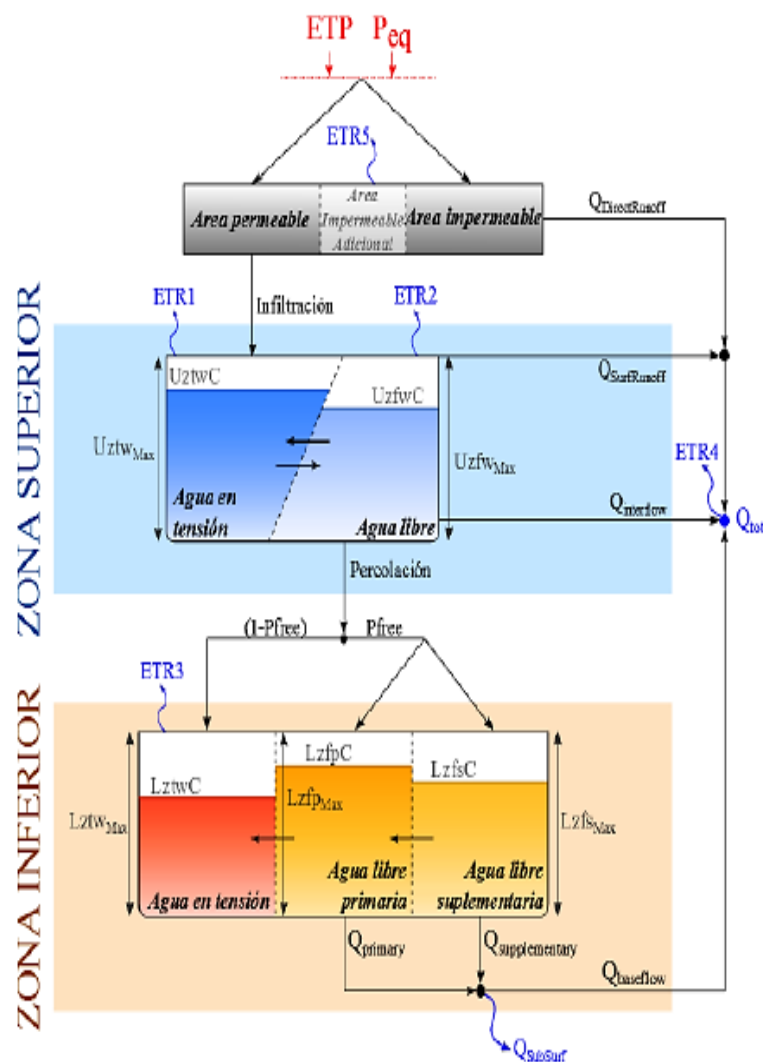 ETP
Peq
ETR5
Area permeable
Area
Impermeable
Adicional
Area impermeable
QDirectRunoff
ZONA SUPERIOR
ETR1
Infiltración
ETR2
UztwC
UzfwC
QSurfRunoff
UztwMax
UzfwMax
ETR4
Agua en
tensión
Agua libre
Qinterflow
Qtot
Percolación
(1-Pfree)
Pfree
ZONA INFERIOR
ETR3
LztwC
LzfpC
LzfsC
LztwMax
LzfpMax
LzfsMax
Agua en tensión
Agua libre
primaria
Agua libre
suplementaria
Qprimary
Qsupplementary
Qbaseflow
QSubSurf